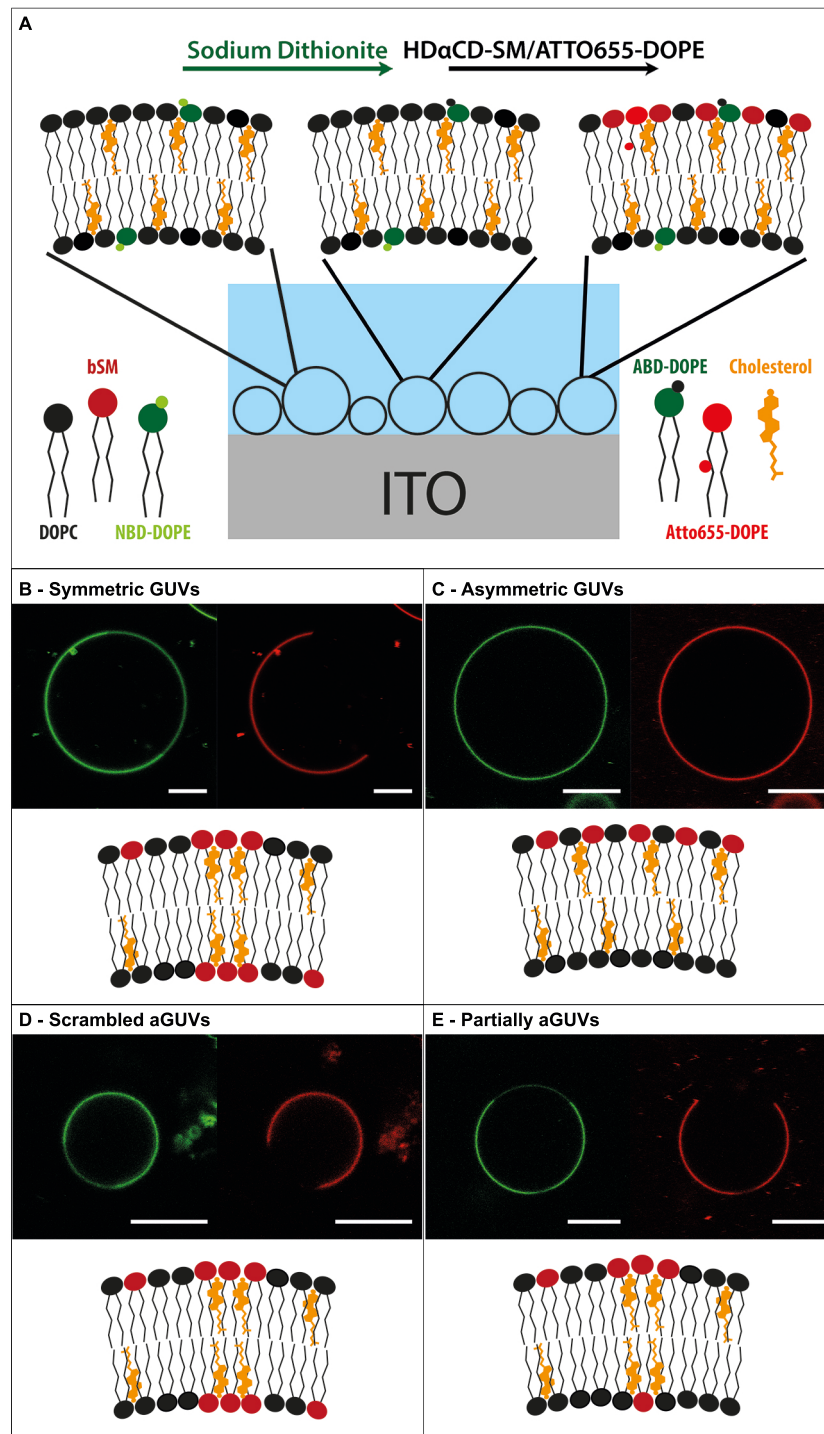 A
Sodium Dithionite HDαCD-SM/ATTO655-DOPE
bSM
ABD-DOPE Cholesterol
ITO
DOPC NBD-DOPE
Atto655-DOPE
B - Symmetric GUVs
C - Asymmetric GUVs
D - Scrambled aGUVs
E - Partially aGUVs